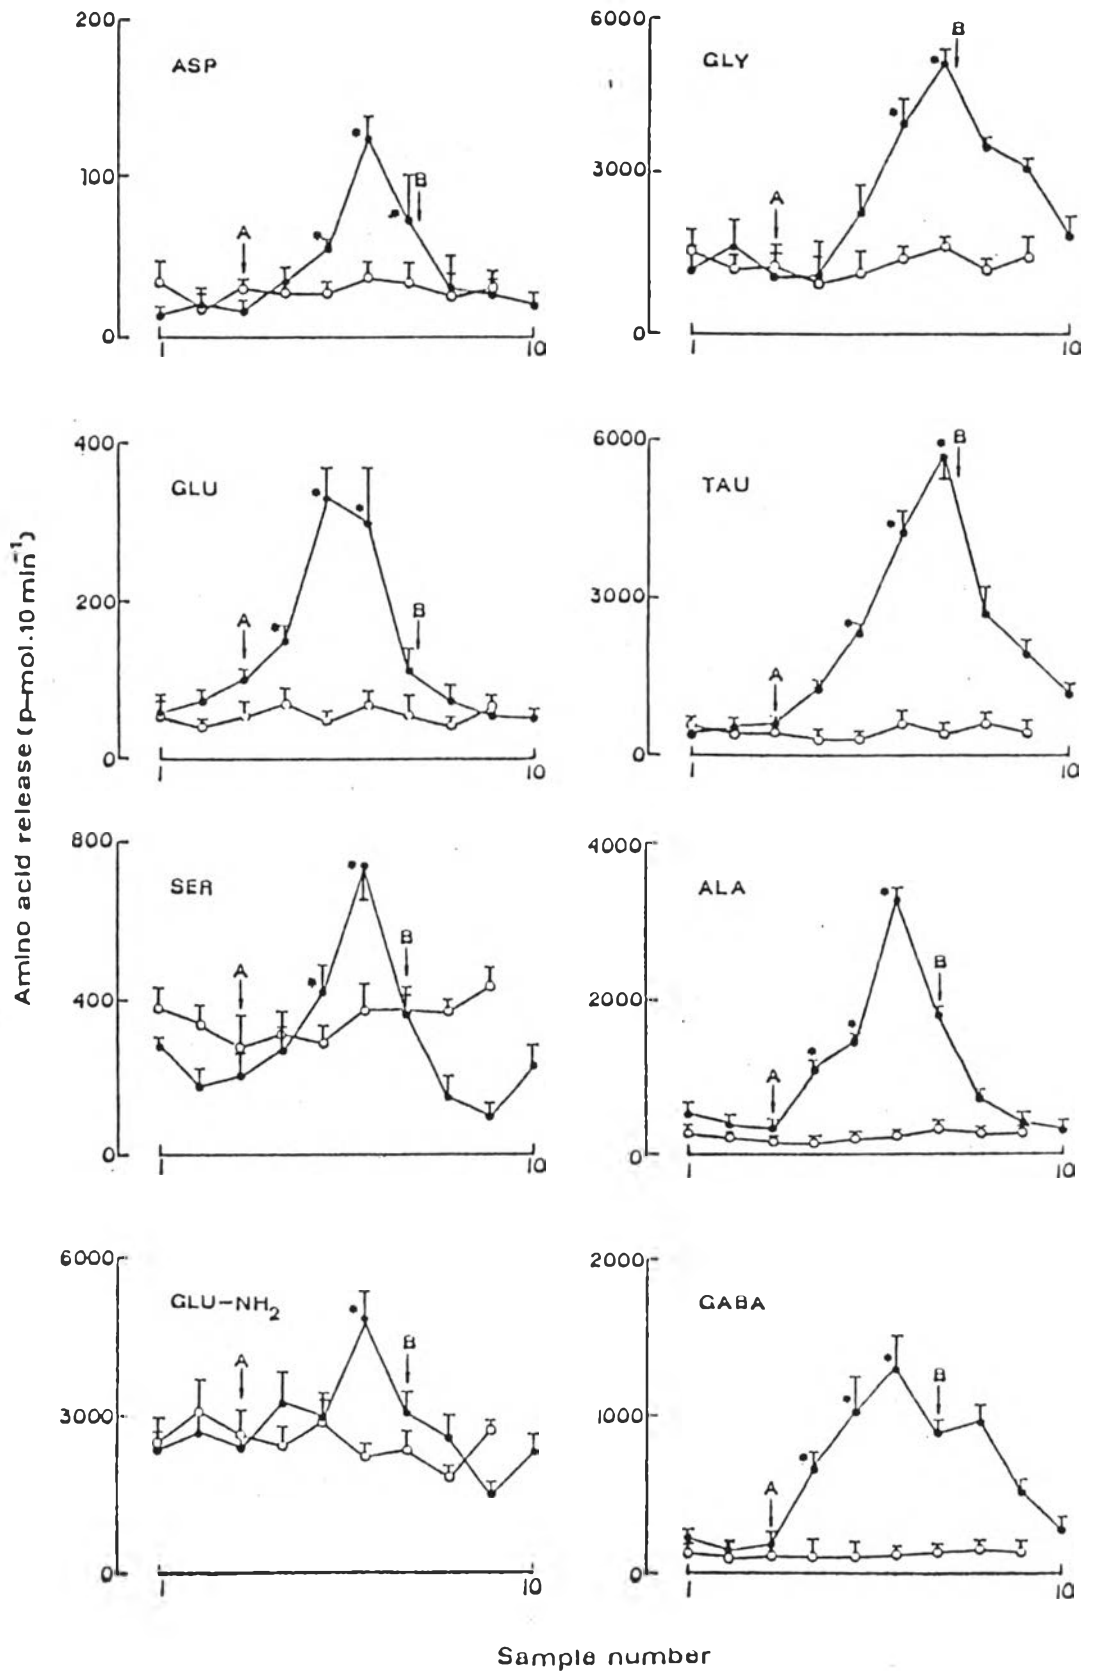 Amino acid release (p-mol.10 min⁻¹)
200
ASP
A
B
100
0
1
10
6000
GLY
A
B
3000
0
1
10
400
GLU
A
B
200
0
1
10
6000
TAU
A
B
3000
0
1
10
800
SER
A
B
400
0
1
10
4000
ALA
A
B
2000
0
1
10
6000
GLU-NH₂
A
B
3000
0
1
10
2000
GABA
A
B
1000
0
1
10
Sample number